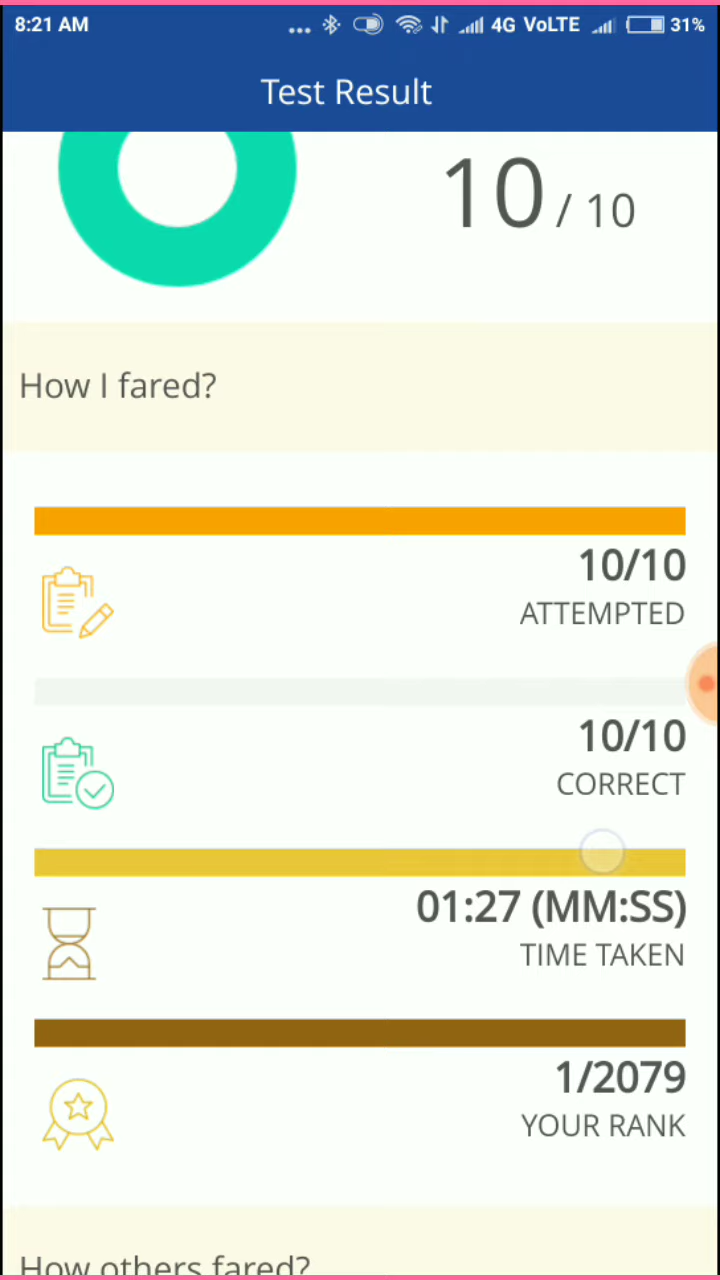 8:21 AM
4G VoLTE
31%
Test Result
10 / 10
How I fared?
10/10
ATTEMPTED
10/10
CORRECT
01:27 (MM:SS)
TIME TAKEN
1/2079
YOUR RANK
How others fared?